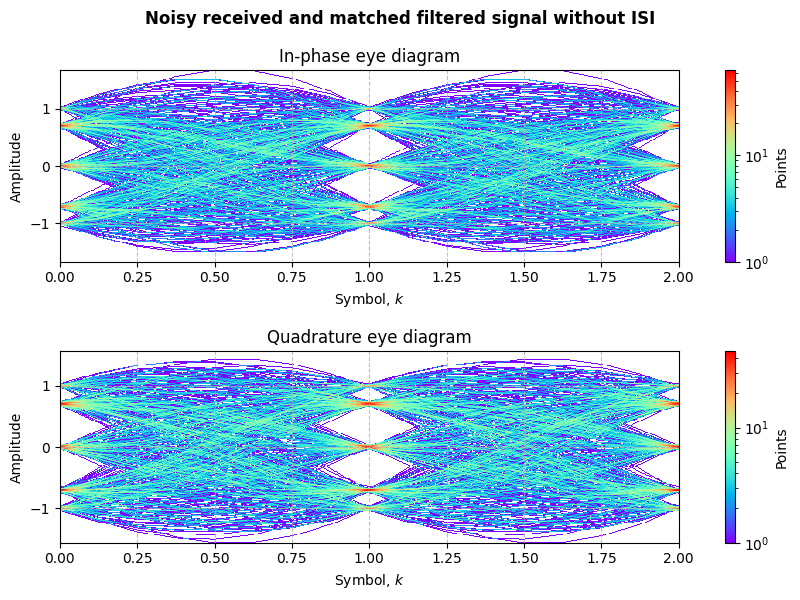 Noisy received and matched filtered signal without ISI
In-phase eye diagram
Amplitude
1
0
−1
0.00 0.25 0.50 0.75 1.00 1.25 1.50 1.75 2.00
Symbol, k
10¹
10⁰
Points
Quadrature eye diagram
Amplitude
1
0
−1
0.00 0.25 0.50 0.75 1.00 1.25 1.50 1.75 2.00
Symbol, k
10¹
10⁰
Points